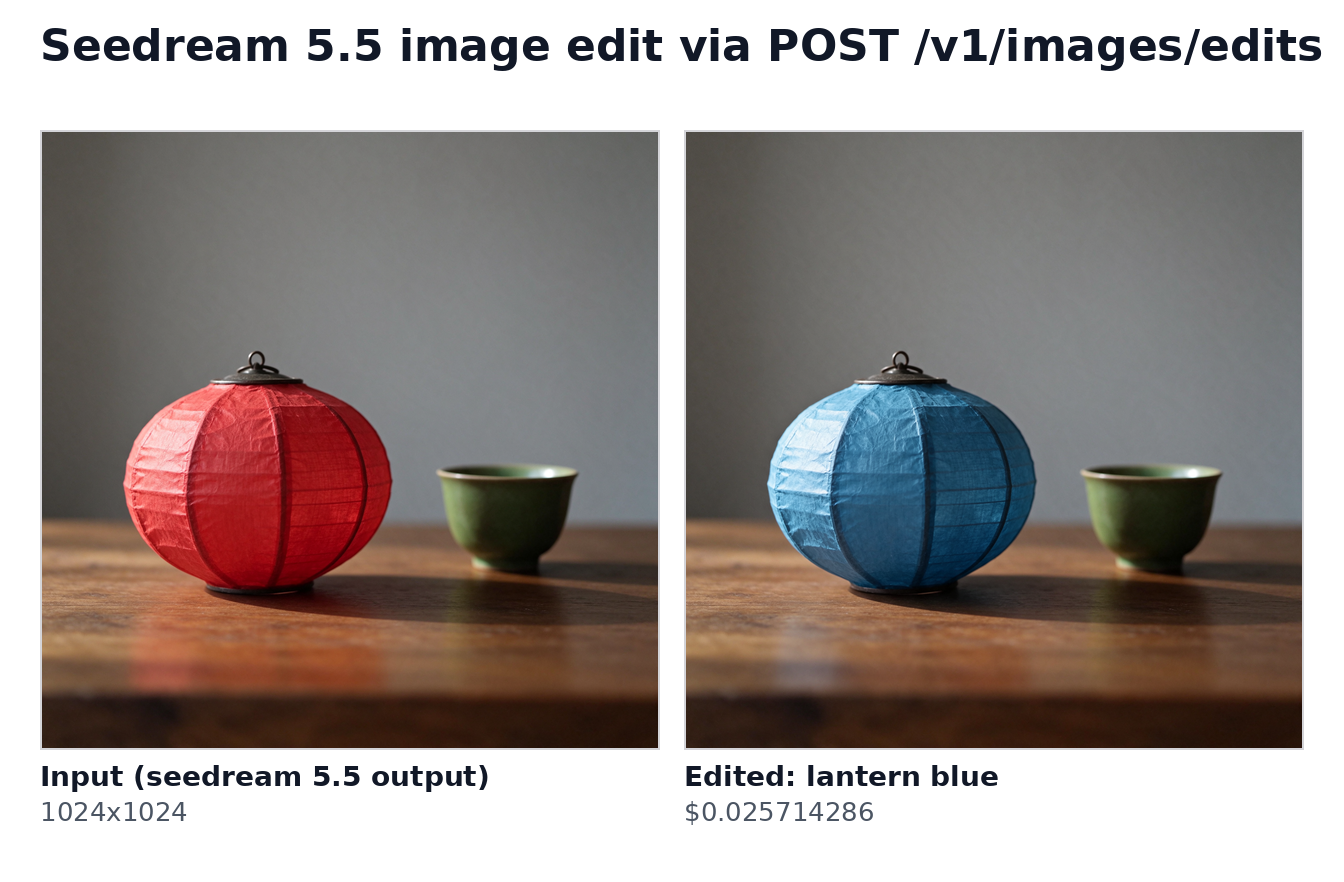 Seedream 5.5 image edit via POST /v1/images/edits
Input (seedream 5.5 output)
1024x1024
Edited: lantern blue
$0.025714286